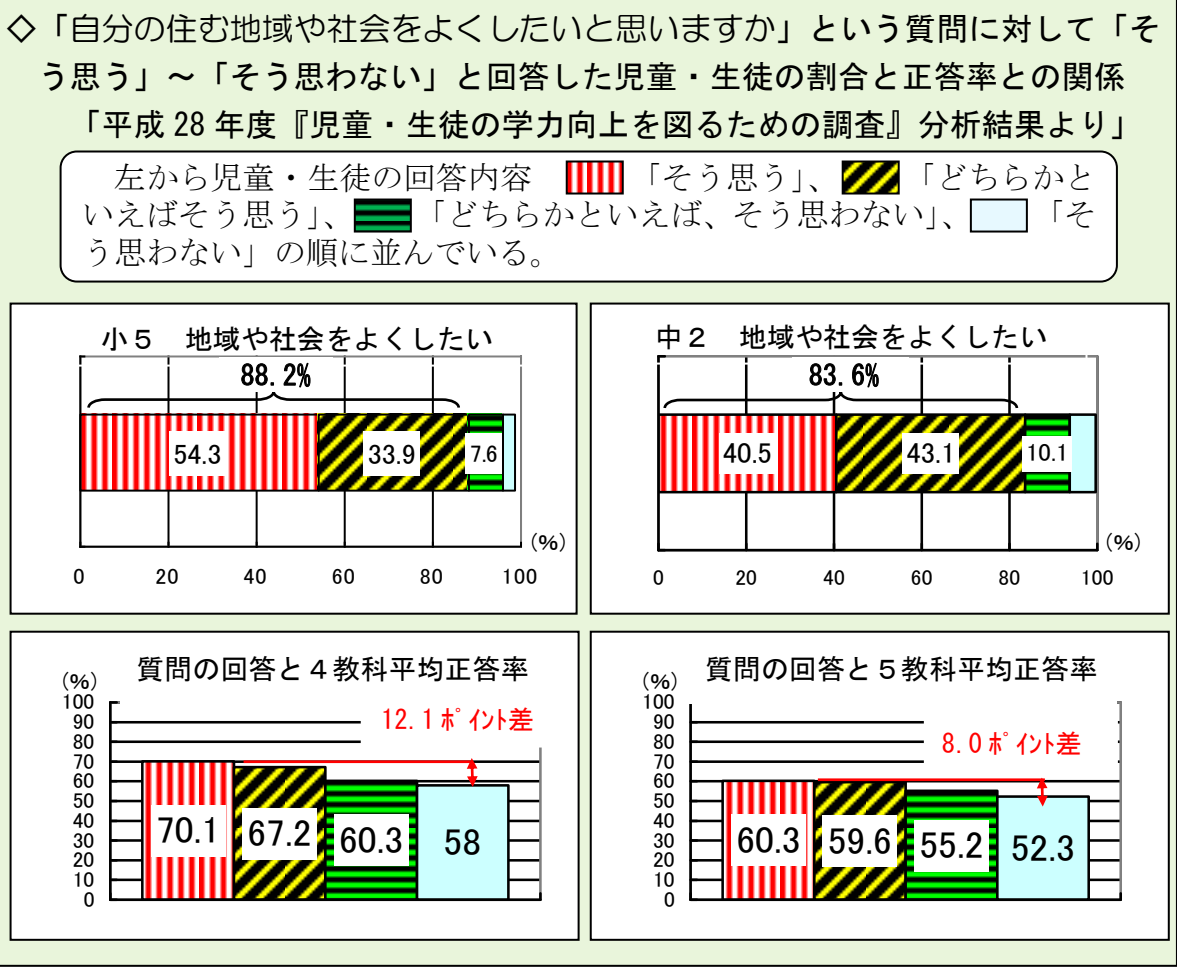 ◇「自分の住む地域や社会をよくしたいと思いますか」という質問に対して「そ
う思う」~「そう思わない」と回答した児童・生徒の割合と正答率との関係
「平成 28 年度『児童・生徒の学力向上を図るための調査』分析結果より」
左から児童・生徒の回答内容 「そう思う」、 「どちらかと
いえばそう思う」、 「どちらかといえば、そう思わない」、 「そ
う思わない」の順に並んでいる。
小5 地域や社会をよくしたい
88.2%
54.3 33.9 7.6
(%)
0 20 40 60 80 100
中2 地域や社会をよくしたい
83.6%
40.5 43.1 10.1
(%)
0 20 40 60 80 100
質問の回答と4教科平均正答率
(%)
100
90
80
70
60
50
40
30
20
10
0
12.1ポイント差
70.1 67.2 60.3 58
質問の回答と5教科平均正答率
(%)
100
90
80
70
60
50
40
30
20
10
0
8.0ポイント差
60.3 59.6 55.2 52.3